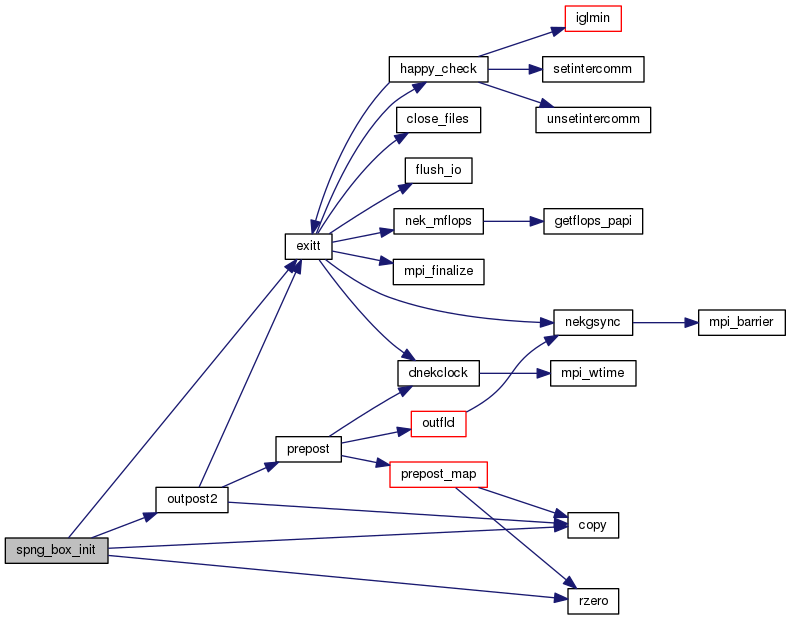 iglmin
happy_check
setintercomm
close_files
unsetintercomm
flush_io
nek_mflops
getflops_papi
exitt
mpi_finalize
nekgsync
mpi_barrier
dnekclock
mpi_wtime
outfld
prepost
prepost_map
outpost2
copy
spng_box_init
rzero